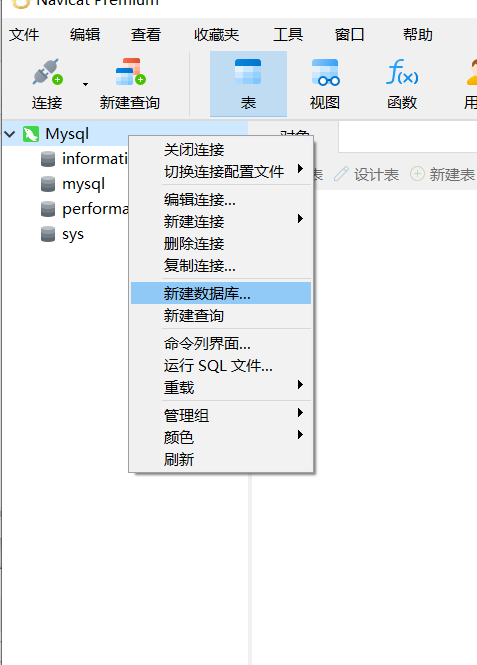 Navicat Premium
文件 编辑 查看 收藏夹 工具 窗口 帮助
连接 新建查询 表 视图 f(x) 函数 用
Mysql 对象
informati
mysql
performa
sys
表 设计表 新建表
关闭连接
切换连接配置文件
编辑连接...
新建连接
删除连接
复制连接...
新建数据库...
新建查询
命令列界面...
运行 SQL 文件...
重载
管理组
颜色
刷新